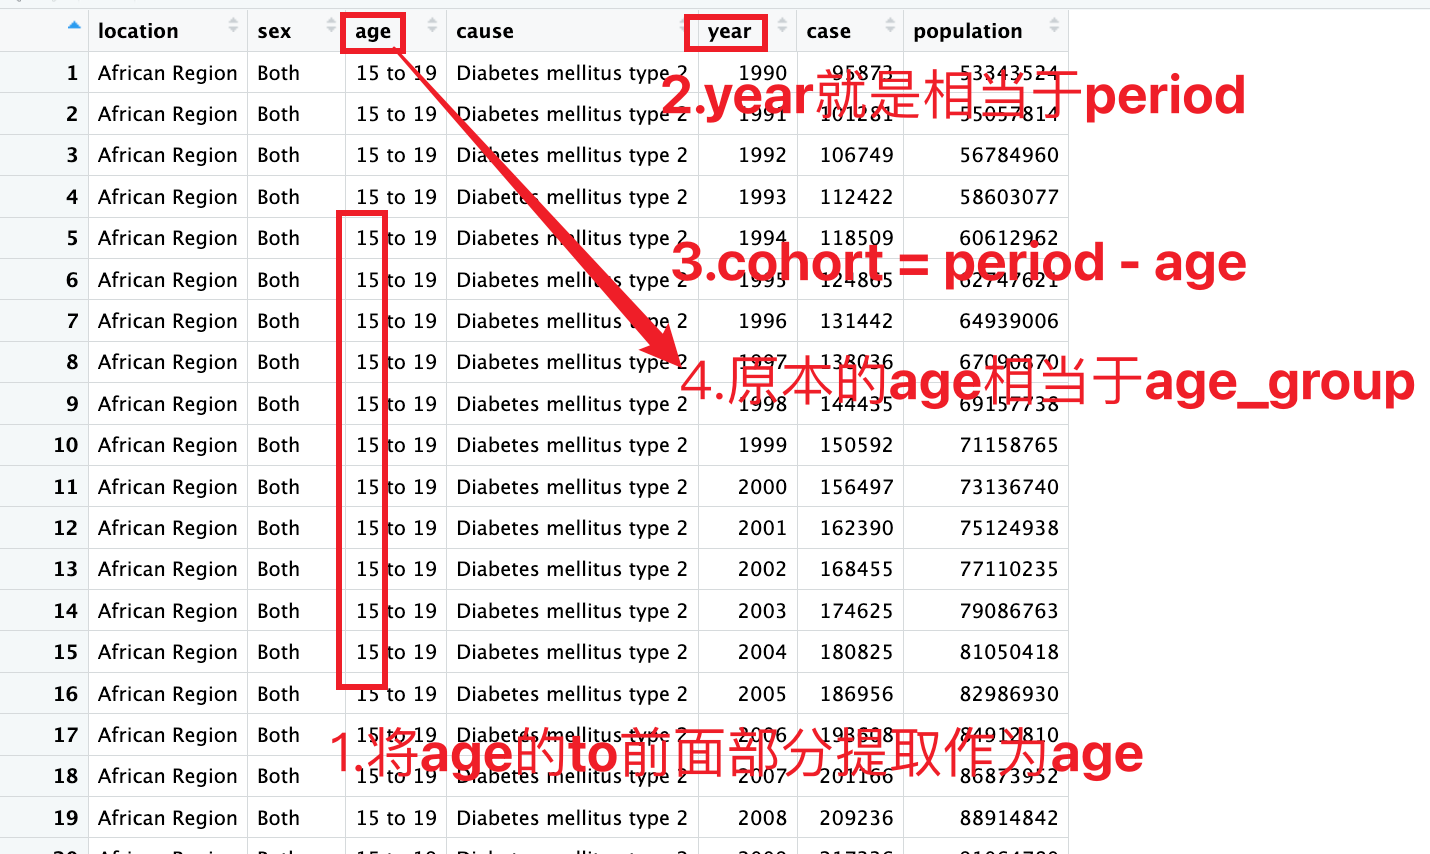 location sex age cause year case population
1 African Region Both 15 to 19 Diabetes mellitus type 2 1990 95873 53343524
2.year就是相当于period
2 African Region Both 15 to 19 Diabetes mellitus type 2 1991 101281 55057814
3 African Region Both 15 to 19 Diabetes mellitus type 2 1992 106749 56784960
4 African Region Both 15 to 19 Diabetes mellitus type 2 1993 112422 58603077
5 African Region Both 15 to 19 Diabetes mellitus type 2 1994 118509 60612962
3.cohort = period - age
6 African Region Both 15 to 19 Diabetes mellitus type 2 1995 124865 62747621
7 African Region Both 15 to 19 Diabetes mellitus type 2 1996 131442 64939006
8 African Region Both 15 to 19 Diabetes mellitus type 2 1997 138036 67090870
4.原本的age相当于age_group
9 African Region Both 15 to 19 Diabetes mellitus type 2 1998 144435 69157738
10 African Region Both 15 to 19 Diabetes mellitus type 2 1999 150592 71158765
11 African Region Both 15 to 19 Diabetes mellitus type 2 2000 156497 73136740
12 African Region Both 15 to 19 Diabetes mellitus type 2 2001 162390 75124938
13 African Region Both 15 to 19 Diabetes mellitus type 2 2002 168455 77110235
14 African Region Both 15 to 19 Diabetes mellitus type 2 2003 174625 79086763
15 African Region Both 15 to 19 Diabetes mellitus type 2 2004 180825 81050418
16 African Region Both 15 to 19 Diabetes mellitus type 2 2005 186956 82986930
17 African Region Both 15 to 19 Diabetes mellitus type 2 2006
1.将age的to前面部分提取作为age
18 African Region Both 15 to 19 Diabetes mellitus type 2 2007 201166 86873952
19 African Region Both 15 to 19 Diabetes mellitus type 2 2008 209236 88914842